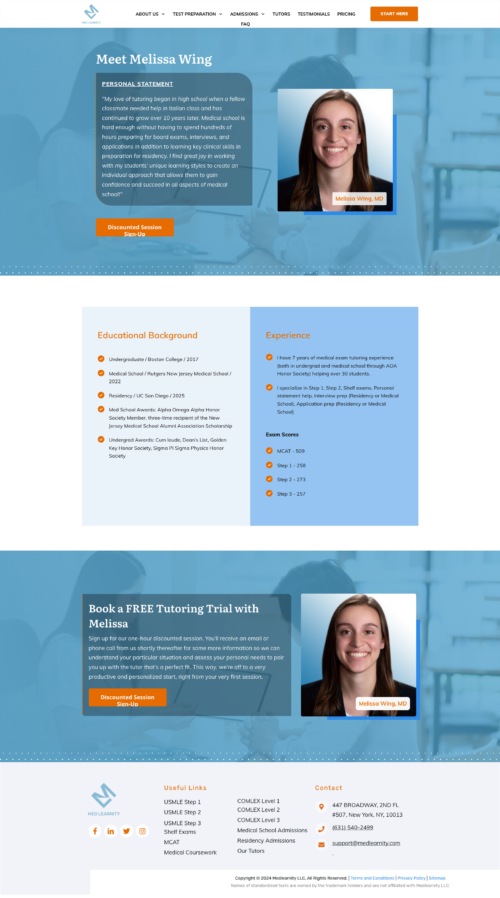 ABOUT US TEST PREPARATION ADMISSIONS TUTORS TESTIMONIALS PRICING
FAQ
START HERE
MED LEARNITY
Meet Melissa Wing
PERSONAL STATEMENT
"My love of tutoring began in high school when a fellow
classmate needed help in Italian class and has
continued to grow over 10 years later. Medical school is
hard enough without having to spend hundreds of
hours preparing for board exams, interviews, and
applications in addition to learning key clinical skills in
preparation for residency. I find great joy in working
with my students' unique learning styles to create an
individual approach that allows them to gain
confidence and succeed in all aspects of medical
school!"
Melissa Wing, MD
Discounted Session
Sign-Up
Educational Background
Undergraduate / Boston College / 2017
Medical School / Rutgers New Jersey Medical School /
2022
Residency / UC San Diego / 2025
Med School Awards: Alpha Omega Alpha Honor
Society Member, three-time recipient of the New
Jersey Medical School Alumni Association Scholarship
Undergrad Awards: Cum laude, Dean's List, Golden
Key Honor Society, Sigma Pi Sigma Physics Honor
Society
Experience
I have 7 years of medical exam tutoring experience
(both in undergrad and medical school through AOA
Honor Society) helping over 30 students.
I specialize in Step 1, Step 2, Shelf exams, Personal
statement help, Interview prep (Residency or Medical
School), Application prep (Residency or Medical
School)
Exam Scores
MCAT - 509
Step 1 - 256
Step 2 - 273
Step 3 - 257
Book a FREE Tutoring Trial with
Melissa
Sign up for our one-hour discounted session. You'll receive an email or
phone call from us shortly thereafter for some more information so we can
understand your particular situation and assess your personal needs to pair
you up with the tutor that's a perfect fit. This way, we're off to a very
productive and personalized start, right from your very first session.
Discounted Session
Sign-Up
Melissa Wing, MD
MED LEARNITY
Useful Links
USMLE Step 1
USMLE Step 2
USMLE Step 3
Shelf Exams
MCAT
Medical Coursework
COMLEX Level 1
COMLEX Level 2
COMLEX Level 3
Medical School Admissions
Residency Admissions
Our Tutors
Contact
447 BROADWAY, 2ND FL
#507, New York, NY, 10013
(631) 540-2499
support@medlearnity.com
.
Copyright © 2024 Medlearnity LLC. All Rights Reserved. | Terms and Conditions | Privacy Policy | Sitemap
Names of standardized tests are owned by the trademark holders and are not affiliated with Medlearnity LLC.